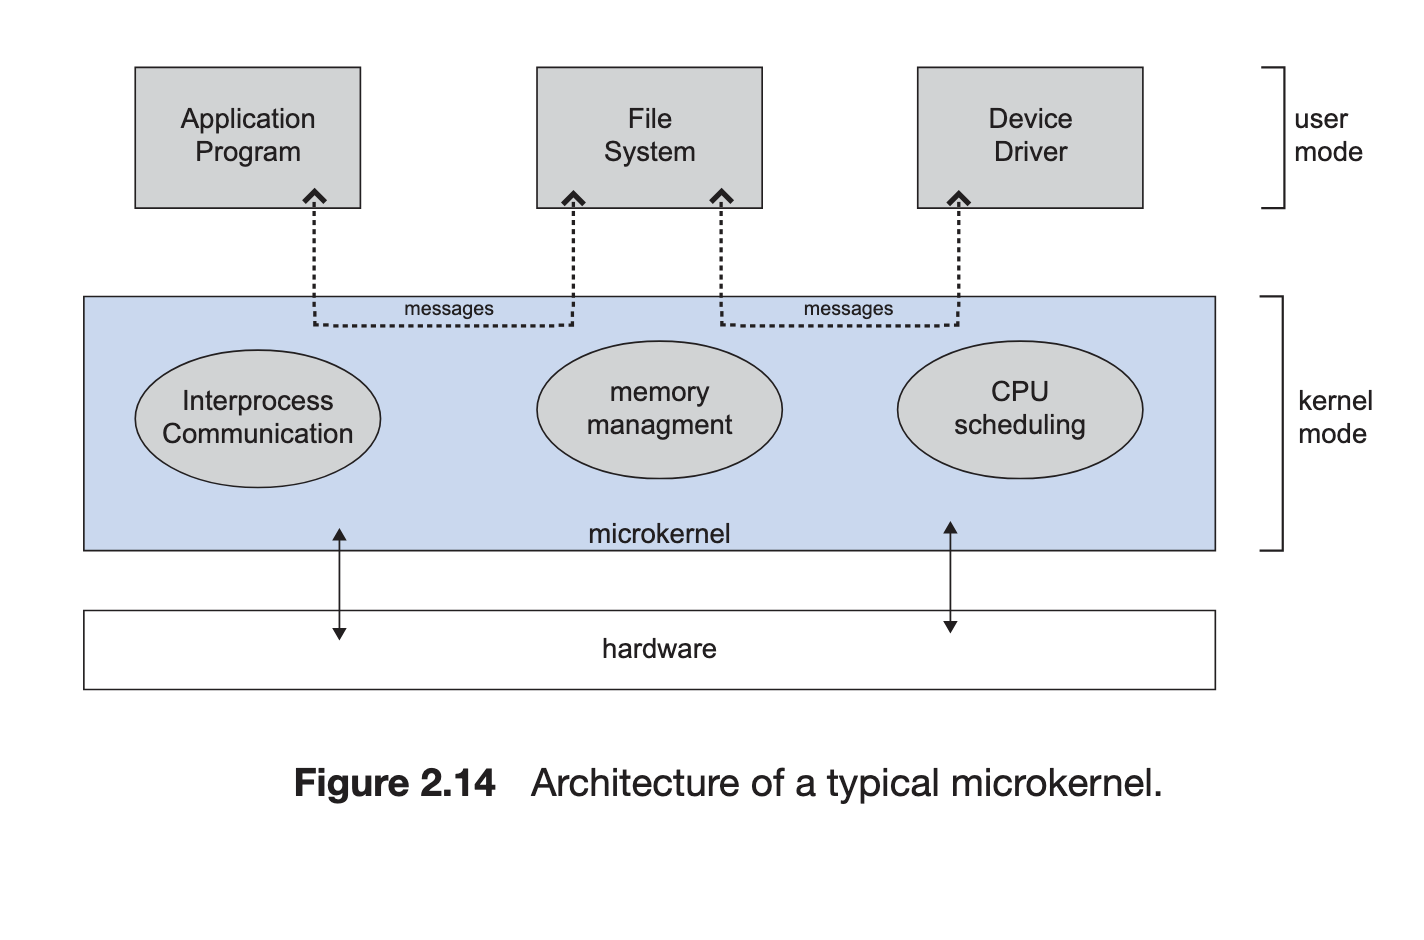 Application
Program
File
System
Device
Driver
user
mode
messages
messages
Interprocess
Communication
memory
managment
CPU
scheduling
kernel
mode
microkernel
hardware
Figure 2.14 Architecture of a typical microkernel.